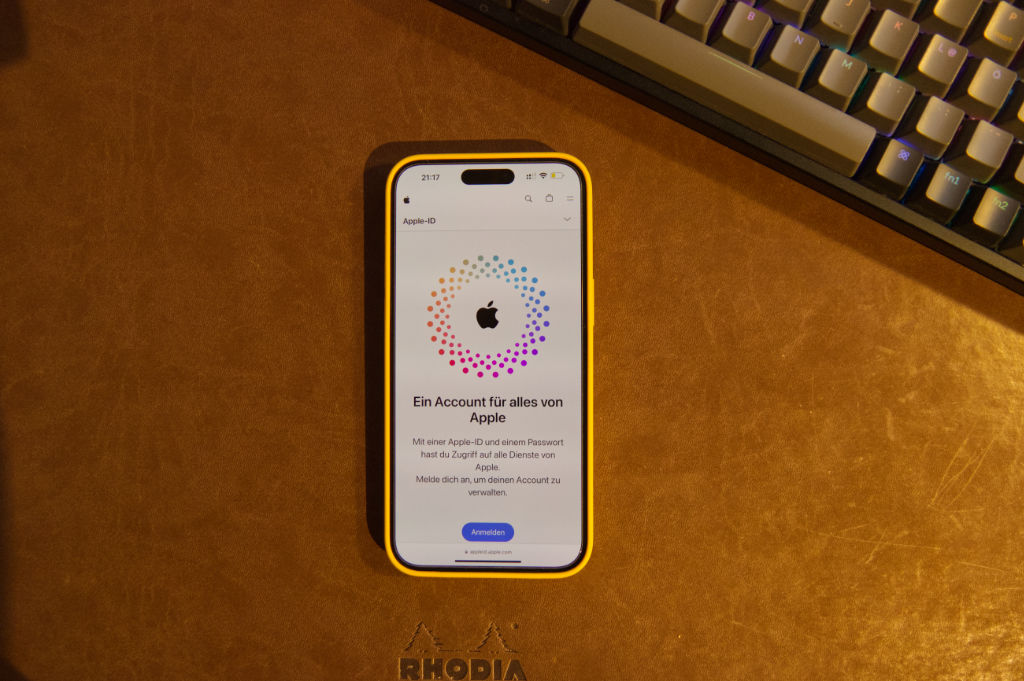 B
N
M
J
K
L @
P
Ö
fn1
fn2
21:17
Apple-ID
Ein Account für alles von
Apple
Mit einer Apple-ID und einem Passwort
hast du Zugriff auf alle Dienste von
Apple.
Melde dich an, um deinen Account zu
verwalten.
Anmelden
appleid.apple.com
RHODIA